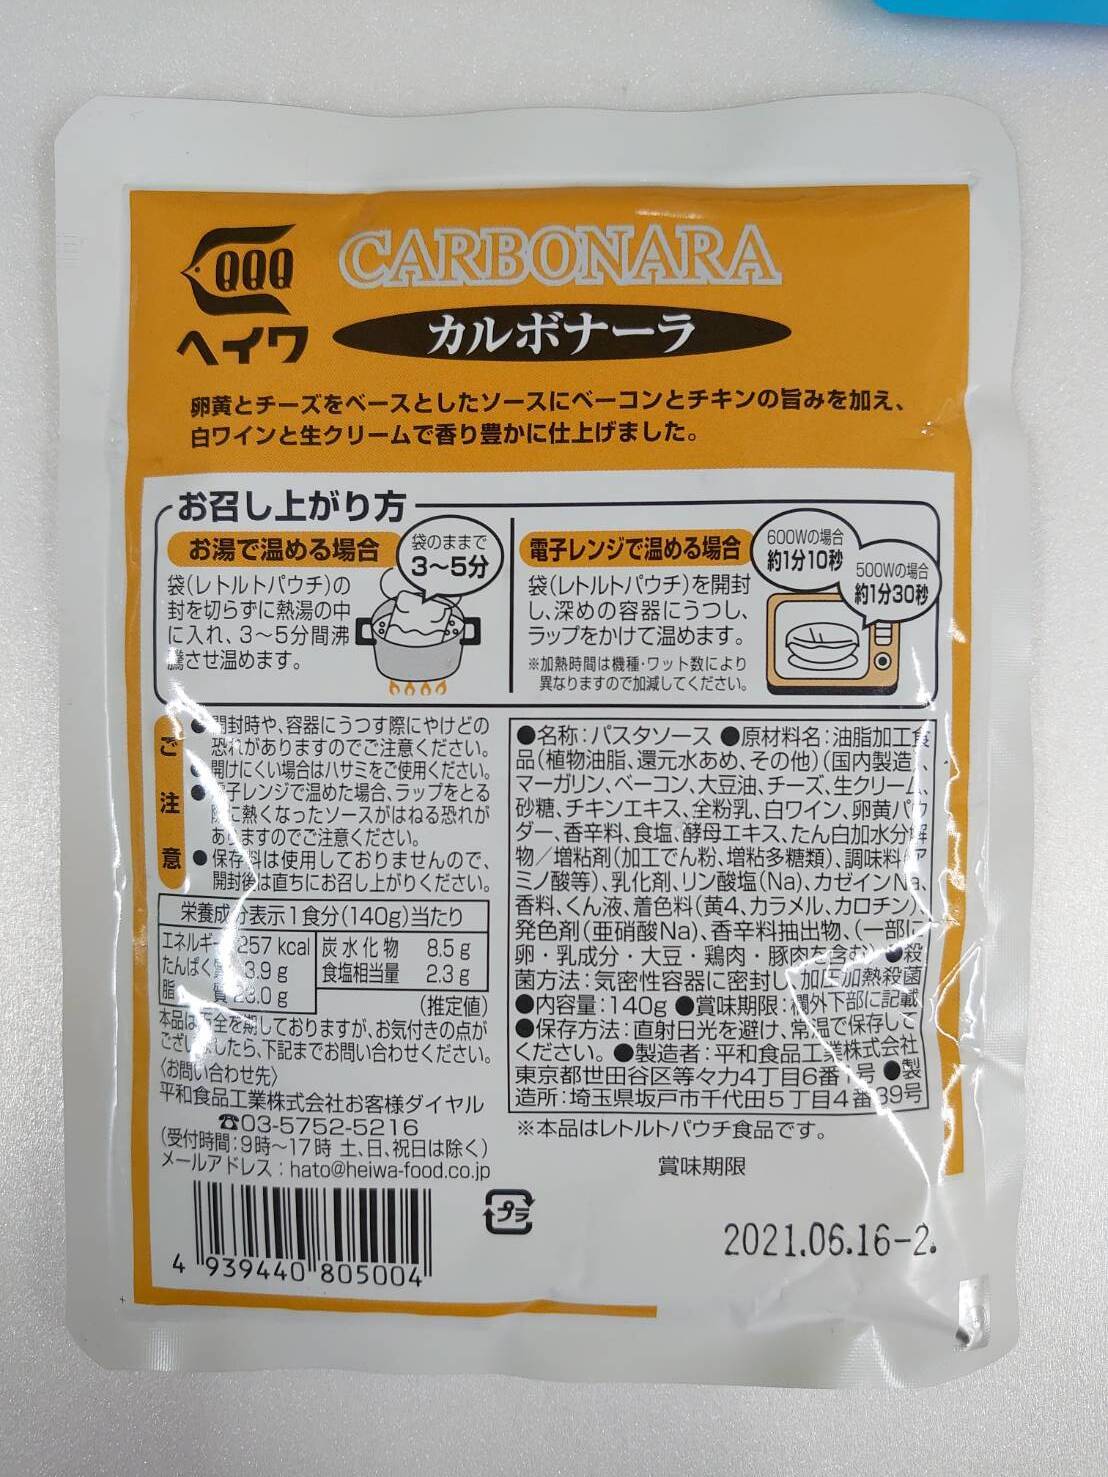 QQQ
ヘイワ
CARBONARA
カルボナーラ
卵黄とチーズをベースとしたソースにベーコンとチキンの旨みを加え、
白ワインと生クリームで香り豊かに仕上げました。
お召し上がり方
お湯で温める場合
袋のままで
3〜5分
袋(レトルトパウチ)の
封を切らずに熱湯の中
に入れ、3〜5分間沸
騰させ温めます。
電子レンジで温める場合
600Wの場合
約1分10秒
500Wの場合
約1分30秒
袋(レトルトパウチ)を開封
し、深めの容器にうつし、
ラップをかけて温めます。
※加熱時間は機種・ワット数により
異なりますので加減してください。
ご注意
●開封時や、容器にうつす際にやけどの
恐れがありますのでご注意ください。
●開けにくい場合はハサミをご使用ください。
●電子レンジで温めた場合、ラップをとる
際に熱くなったソースがはねる恐れが
ありますのでご注意ください。
●保存料は使用しておりませんので、
開封後は直ちにお召し上がりください。
栄養成分表示1食分(140g)当たり
エネルギー 257 kcal 炭水化物 8.5 g
たんぱく質 3.9 g 食塩相当量 2.3 g
脂質 23.0 g
(推定値)
本品は万全を期しておりますが、お気付きの点が
ございましたら、下記までお問い合わせください。
〈お問い合わせ先〉
平和食品工業株式会社お客様ダイヤル
☎03-5752-5216
(受付時間:9時〜17時 土、日、祝日は除く)
メールアドレス:hato@heiwa-food.co.jp
4 939440 805004
プラ
●名称:パスタソース ●原材料名:油脂加工食
品(植物油脂、還元水あめ、その他)(国内製造)、
マーガリン、ベーコン、大豆油、チーズ、生クリーム、
砂糖、チキンエキス、全粉乳、白ワイン、卵黄パウ
ダー、香辛料、食塩、酵母エキス、たん白加水分解
物/増粘剤(加工でん粉、増粘多糖類)、調味料(ア
ミノ酸等)、乳化剤、リン酸塩(Na)、カゼインNa、
香料、くん液、着色料(黄4、カラメル、カロチン)、
発色剤(亜硝酸Na)、香辛料抽出物、(一部に
卵・乳成分・大豆・鶏肉・豚肉を含む) ●殺
菌方法:気密性容器に密封し、加圧加熱殺菌
●内容量:140g ●賞味期限:欄外下部に記載
●保存方法:直射日光を避け、常温で保存して
ください。●製造者:平和食品工業株式会社
東京都世田谷区等々力4丁目6番1号 ●製
造所:埼玉県坂戸市千代田5丁目4番39号
※本品はレトルトパウチ食品です。
賞味期限
2021.06.16-2.